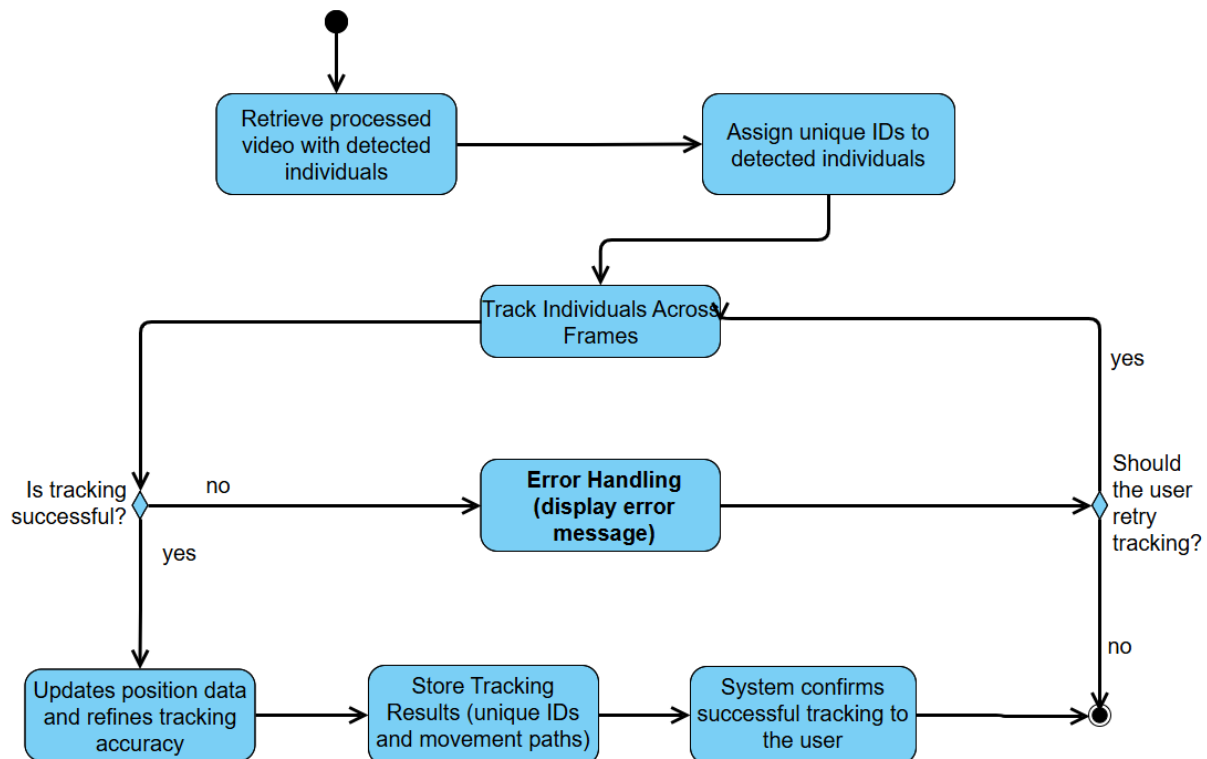 Retrieve processed
video with detected
individuals
Assign unique IDs to
detected individuals
Track Individuals Across
Frames
yes
Is tracking
successful?
no
Error Handling
(display error
message)
Should
the user
retry
tracking?
yes
no
Updates position data
and refines tracking
accuracy
Store Tracking
Results (unique IDs
and movement paths)
System confirms
successful tracking to
the user